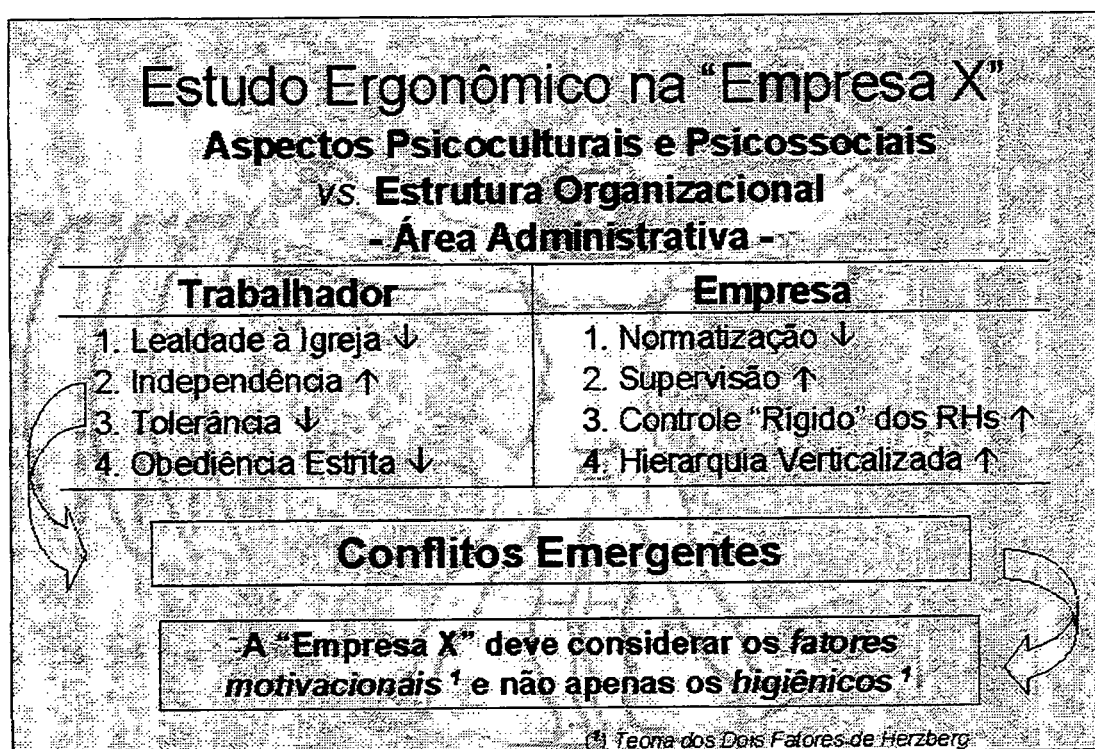 Estudo Ergonômico na “Empresa X”
Aspectos Psicoculturais e Psicossociais
vs. Estrutura Organizacional
- Área Administrativa -
Trabalhador
1. Lealdade à Igreja ↓
2. Independência ↑
3. Tolerância ↓
4. Obediência Estrita ↓
Empresa
1. Normatização ↓
2. Supervisão ↑
3. Controle “Rígido” dos RHs ↑
4. Hierarquia Verticalizada ↑
Conflitos Emergentes
A “Empresa X” deve considerar os fatores
motivacionais ¹ e não apenas os higiênicos ¹
(¹) Teoria dos Dois Fatores de Herzberg